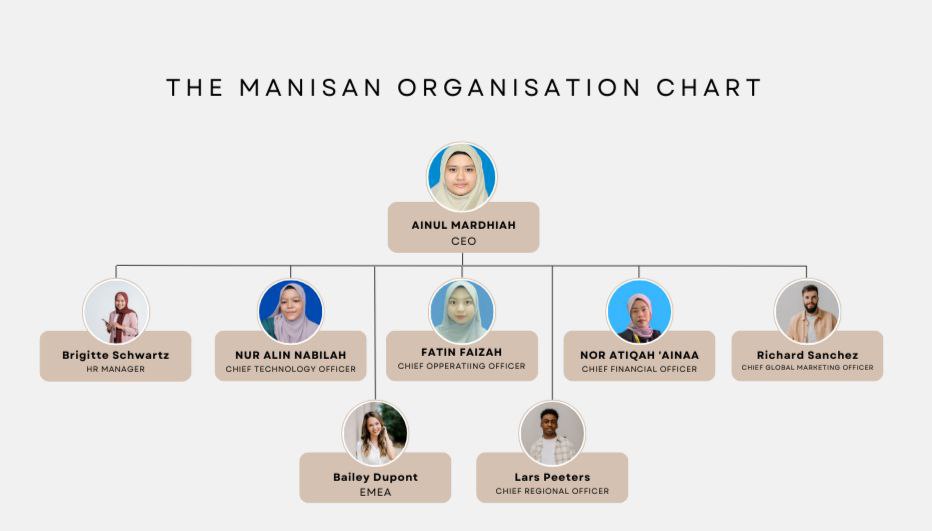 THE MANISAN ORGANISATION CHART
AINUL MARDHIAH
CEO
Brigitte Schwartz
HR MANAGER
NUR ALIN NABILAH
CHIEF TECHNOLOGY OFFICER
FATIN FAIZAH
CHIEF OPPERATING OFFICER
NOR ATIQAH 'AINAA
CHIEF FINANCIAL OFFICER
Richard Sanchez
CHIEF GLOBAL MARKETING OFFICER
Bailey Dupont
EMEA
Lars Peeters
CHIEF REGIONAL OFFICER